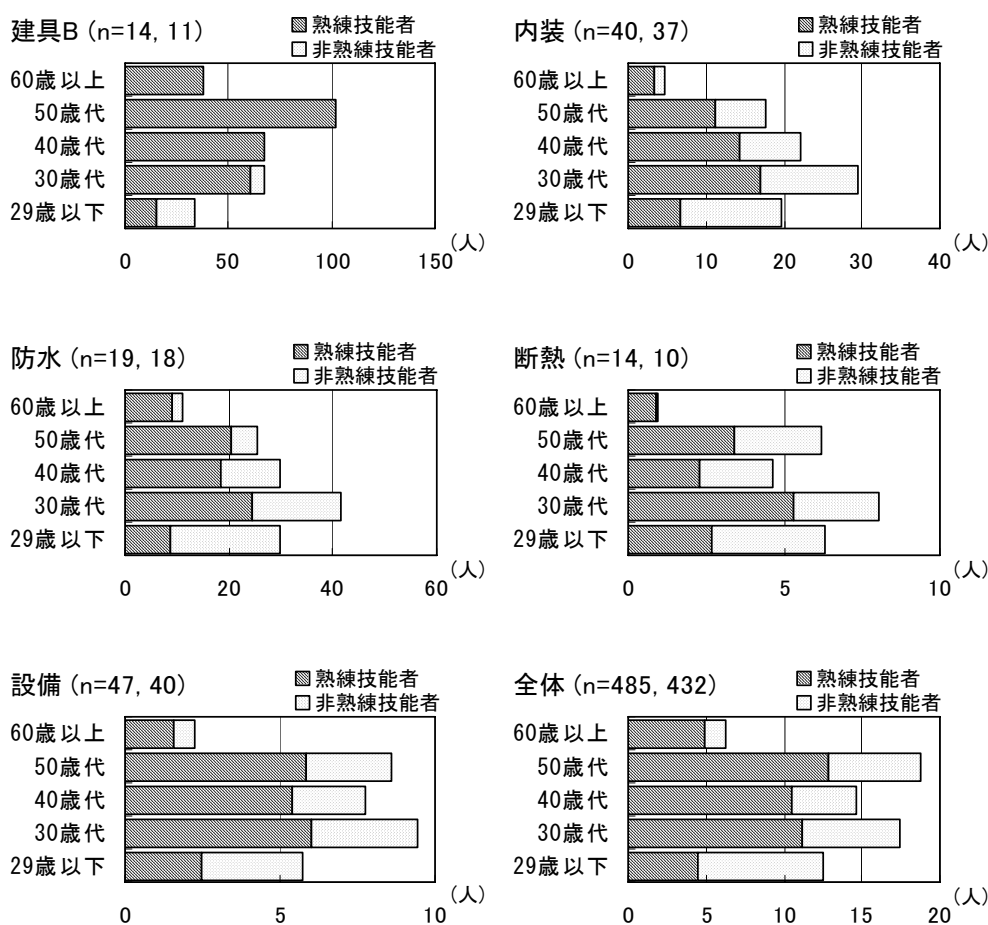 建具B (n=14, 11)
熟練技能者
非熟練技能者
60歳以上
50歳代
40歳代
30歳代
29歳以下
(人)
0 50 100 150
内装 (n=40, 37)
熟練技能者
非熟練技能者
60歳以上
50歳代
40歳代
30歳代
29歳以下
(人)
0 10 20 30 40
防水 (n=19, 18)
熟練技能者
非熟練技能者
60歳以上
50歳代
40歳代
30歳代
29歳以下
(人)
0 20 40 60
断熱 (n=14, 10)
熟練技能者
非熟練技能者
60歳以上
50歳代
40歳代
30歳代
29歳以下
(人)
0 5 10
設備 (n=47, 40)
熟練技能者
非熟練技能者
60歳以上
50歳代
40歳代
30歳代
29歳以下
(人)
0 5 10
全体 (n=485, 432)
熟練技能者
非熟練技能者
60歳以上
50歳代
40歳代
30歳代
29歳以下
(人)
0 5 10 15 20